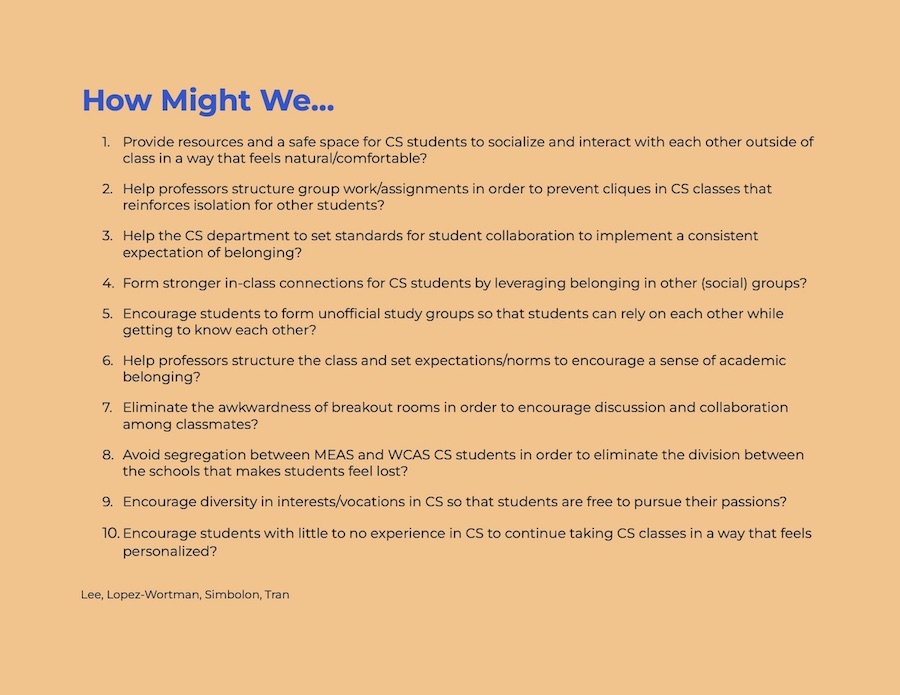 How Might We...
1. Provide resources and a safe space for CS students to socialize and interact with each other outside of
class in a way that feels natural/comfortable?
2. Help professors structure group work/assignments in order to prevent cliques in CS classes that
reinforces isolation for other students?
3. Help the CS department to set standards for student collaboration to implement a consistent
expectation of belonging?
4. Form stronger in-class connections for CS students by leveraging belonging in other (social) groups?
5. Encourage students to form unofficial study groups so that students can rely on each other while
getting to know each other?
6. Help professors structure the class and set expectations/norms to encourage a sense of academic
belonging?
7. Eliminate the awkwardness of breakout rooms in order to encourage discussion and collaboration
among classmates?
8. Avoid segregation between MEAS and WCAS CS students in order to eliminate the division between
the schools that makes students feel lost?
9. Encourage diversity in interests/vocations in CS so that students are free to pursue their passions?
10. Encourage students with little to no experience in CS to continue taking CS classes in a way that feels
personalized?
Lee, Lopez-Wortman, Simbolon, Tran